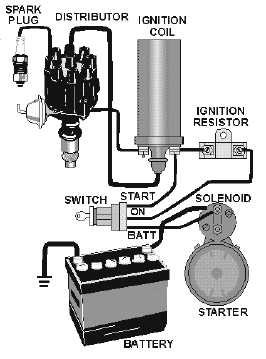 SPARK
PLUG
DISTRIBUTOR
IGNITION
COIL
IGNITION
RESISTOR
START
SWITCH
ON
BATT
SOLENOID
STARTER
BATTERY